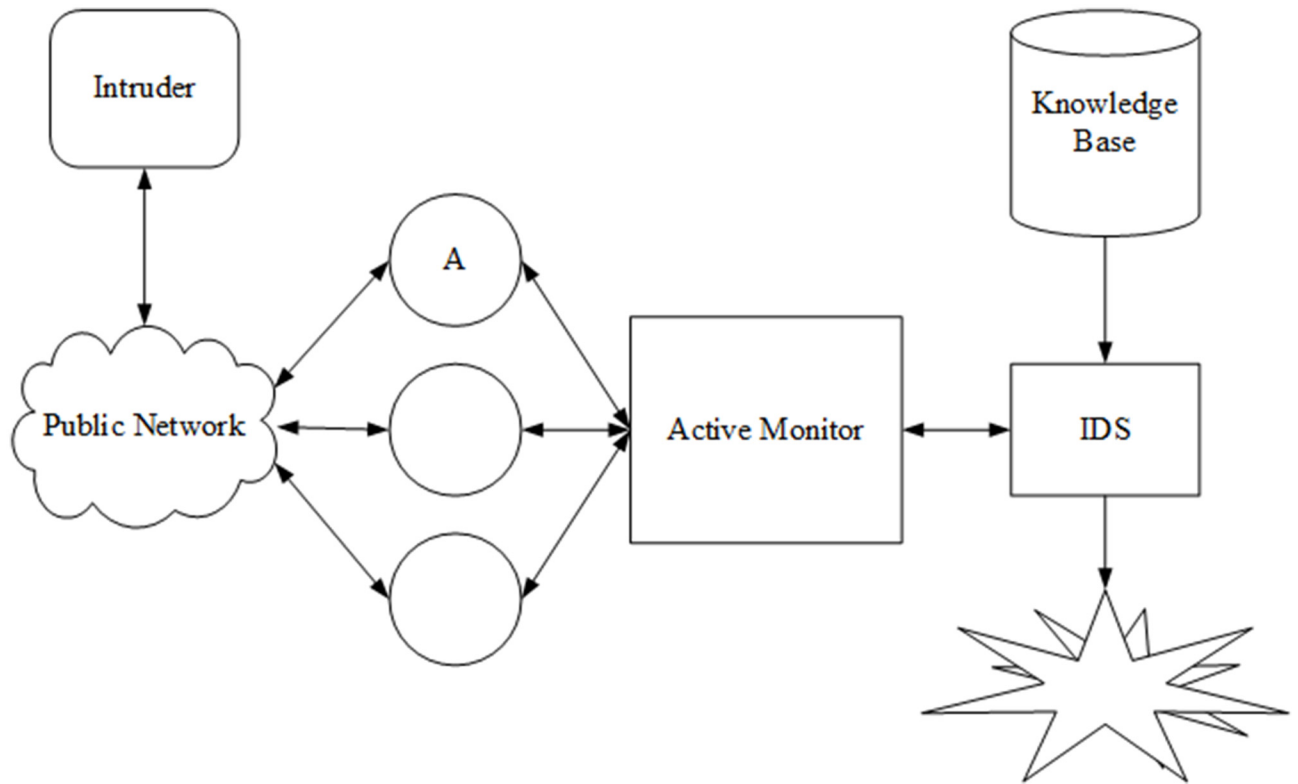 Intruder
Knowledge
Base
A
Public Network
Active Monitor
IDS